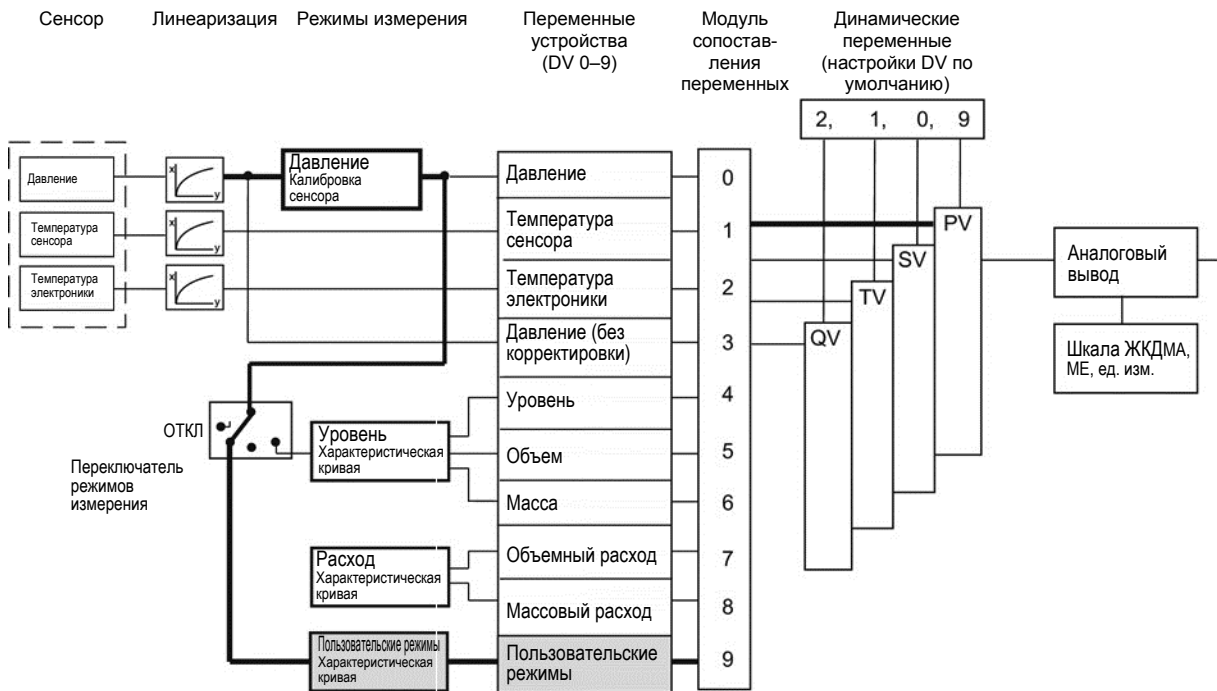 Сенсор
Линеаризация
Режимы измерения
Переменные
устройства
(DV 0–9)
Модуль
сопостав-
ления
переменных
Динамические
переменные
(настройки DV по
умолчанию)
2, 1, 0, 9
Давление
x
y
Давление
Калибровка
сенсора
Давление
0
Температура
сенсора
x
y
Температура
сенсора
1
Температура
электроники
x
y
Температура
электроники
2
Давление (без
корректировки)
3
PV
SV
TV
QV
Аналоговый
вывод
Шкала ЖКДМА,
МЕ, ед. изм.
ОТКЛ
Переключатель
режимов
измерения
Уровень
Характеристическая
кривая
Уровень
4
Объем
5
Масса
6
Расход
Характеристическая
кривая
Объемный расход
7
Массовый расход
8
Пользовательские режимы
Характеристическая
кривая
Пользовательские
режимы
9